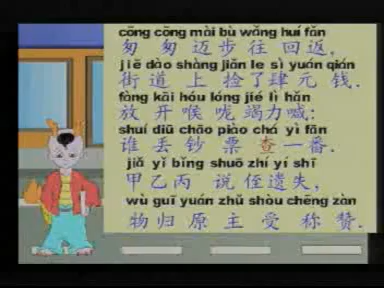 cōng cōng mài bù wǎng huí fǎn
匆匆迈步往回返,
jiē dào shàng jiǎn le sì yuán qián
街道上捡了肆元钱.
fàng kāi hóu lóng jié lì hǎn
放开喉咙竭力喊:
shuí diū chāo piào chá yì fān
谁丢钞票查一番.
jiǎ yǐ bǐng shuō zhí yí shī
甲乙丙说侄遗失,
wù guī yuán zhǔ shòu chēng zàn
物归原主受称赞.